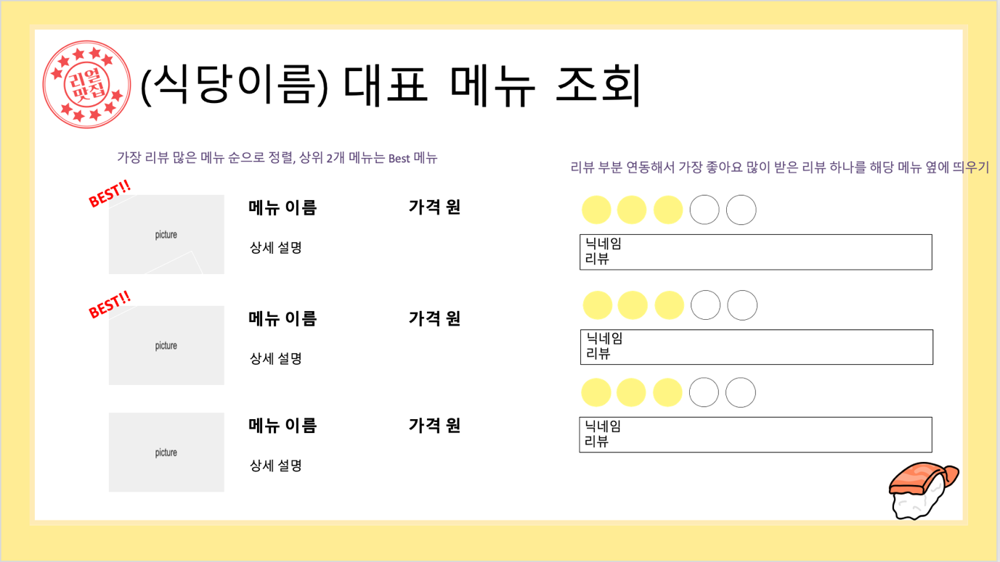 리얼
맛집
(식당이름) 대표 메뉴 조회
가장 리뷰 많은 메뉴 순으로 정렬, 상위 2개 메뉴는 Best 메뉴
리뷰 부분 연동해서 가장 좋아요 많이 받은 리뷰 하나를 해당 메뉴 옆에 띄우기
BEST!!
picture
메뉴 이름
가격 원
상세 설명
닉네임
리뷰
BEST!!
picture
메뉴 이름
가격 원
상세 설명
닉네임
리뷰
picture
메뉴 이름
가격 원
상세 설명
닉네임
리뷰